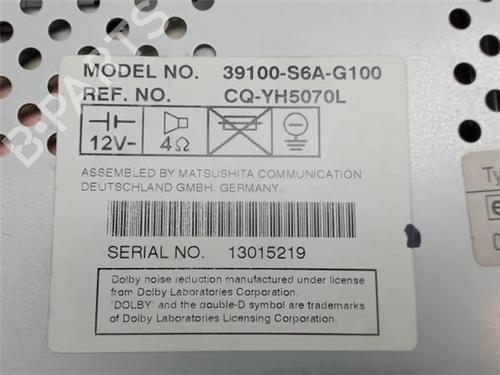 B-PARTS
MODEL NO. 39100-S6A-G100
REF. NO. CQ-YH5070L
12V-
4Ω
ASSEMBLED BY MATSUSHITA COMMUNICATION
DEUTSCHLAND GMBH. GERMANY.
SERIAL NO. 13015219
Dolby noise reduction manufactured under license
from Dolby Laboratories Corporation.
"DOLBY" and the double-D symbol are trademarks
of Dolby Laboratories Licensing Corporation.